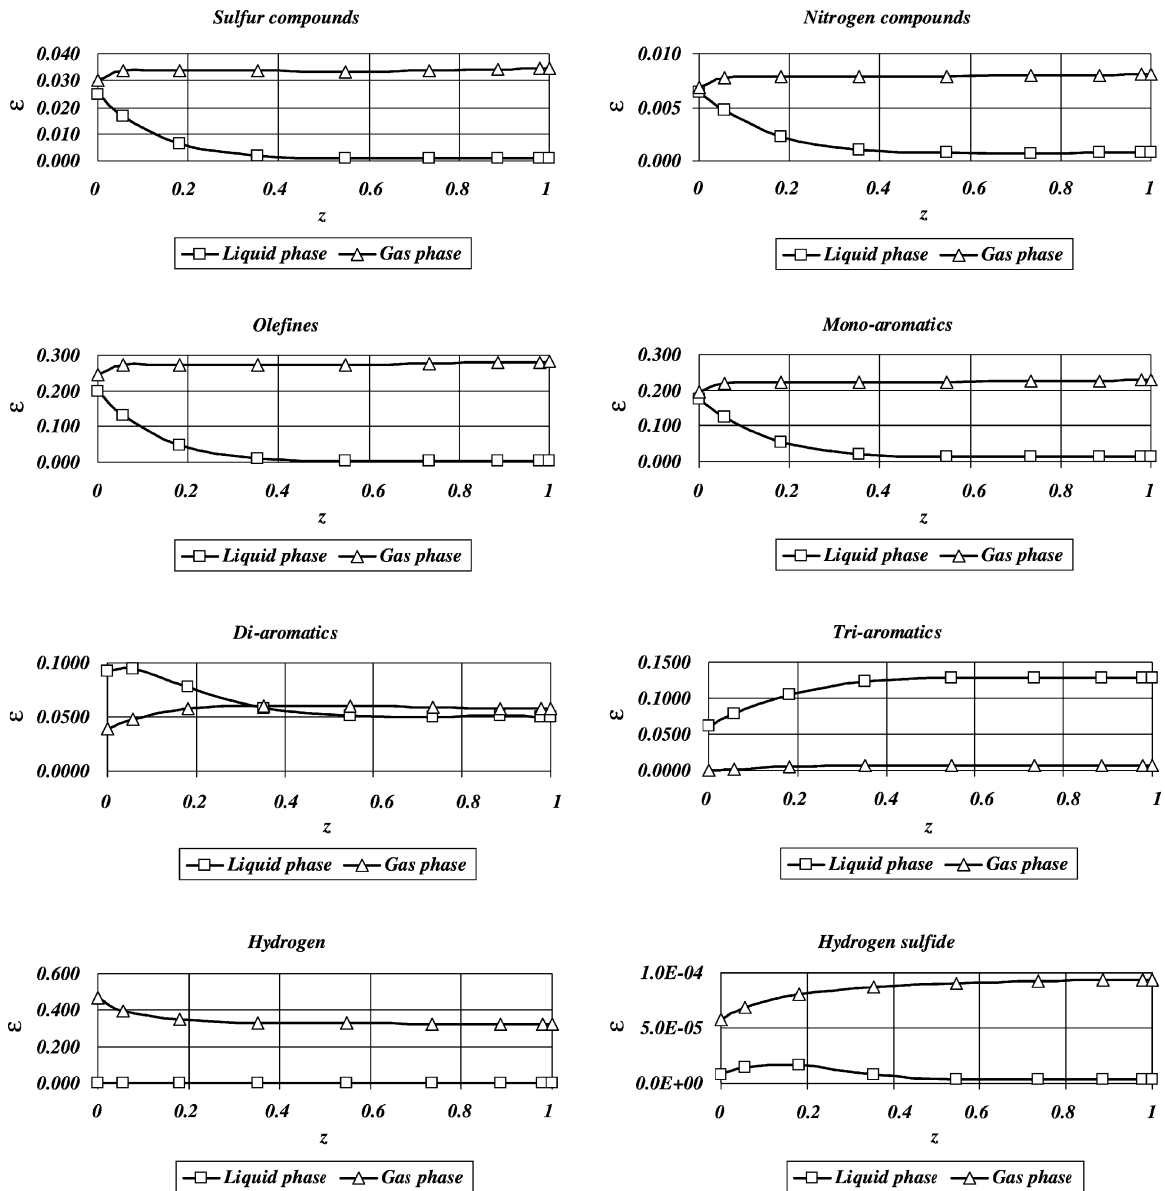 Sulfur compounds
0.040
0.030
0.020
0.010
0.000
ε
0 0.2 0.4 0.6 0.8 1
z
Liquid phase Gas phase
Nitrogen compounds
0.010
0.005
0.000
ε
0 0.2 0.4 0.6 0.8 1
z
Liquid phase Gas phase
Olefines
0.300
0.200
0.100
0.000
ε
0 0.2 0.4 0.6 0.8 1
z
Liquid phase Gas phase
Mono-aromatics
0.300
0.200
0.100
0.000
ε
0 0.2 0.4 0.6 0.8 1
z
Liquid phase Gas phase
Di-aromatics
0.1000
0.0500
0.0000
ε
0 0.2 0.4 0.6 0.8 1
z
Liquid phase Gas phase
Tri-aromatics
0.1500
0.1000
0.0500
0.0000
ε
0 0.2 0.4 0.6 0.8 1
z
Liquid phase Gas phase
Hydrogen
0.600
0.400
0.200
0.000
ε
0 0.2 0.4 0.6 0.8 1
z
Liquid phase Gas phase
Hydrogen sulfide
1.0E-04
5.0E-05
0.0E+00
ε
0 0.2 0.4 0.6 0.8 1
z
Liquid phase Gas phase